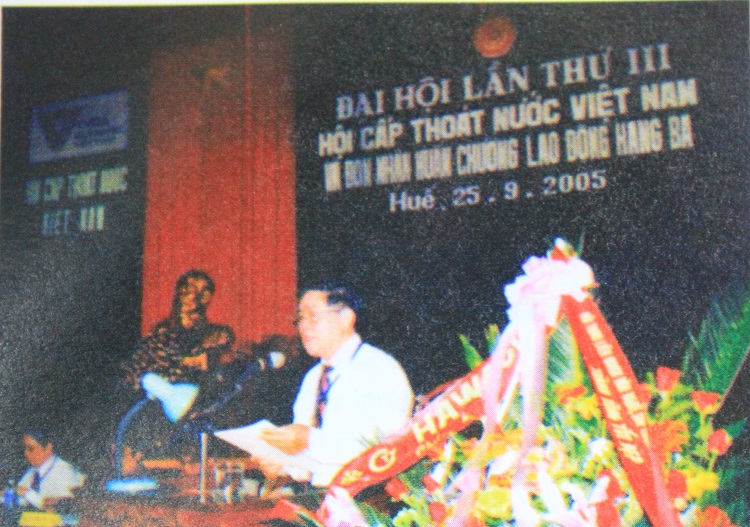 ĐẠI HỘI LẦN THỨ III
HỘI CẤP THOÁT NƯỚC VIỆT NAM
VÀ ĐÓN NHẬN HUÂN CHƯƠNG LAO ĐỘNG HẠNG BA
Huế, 25.9.2005
HỘI CẤP THOÁT NƯỚC
VIỆT NAM
HAWA